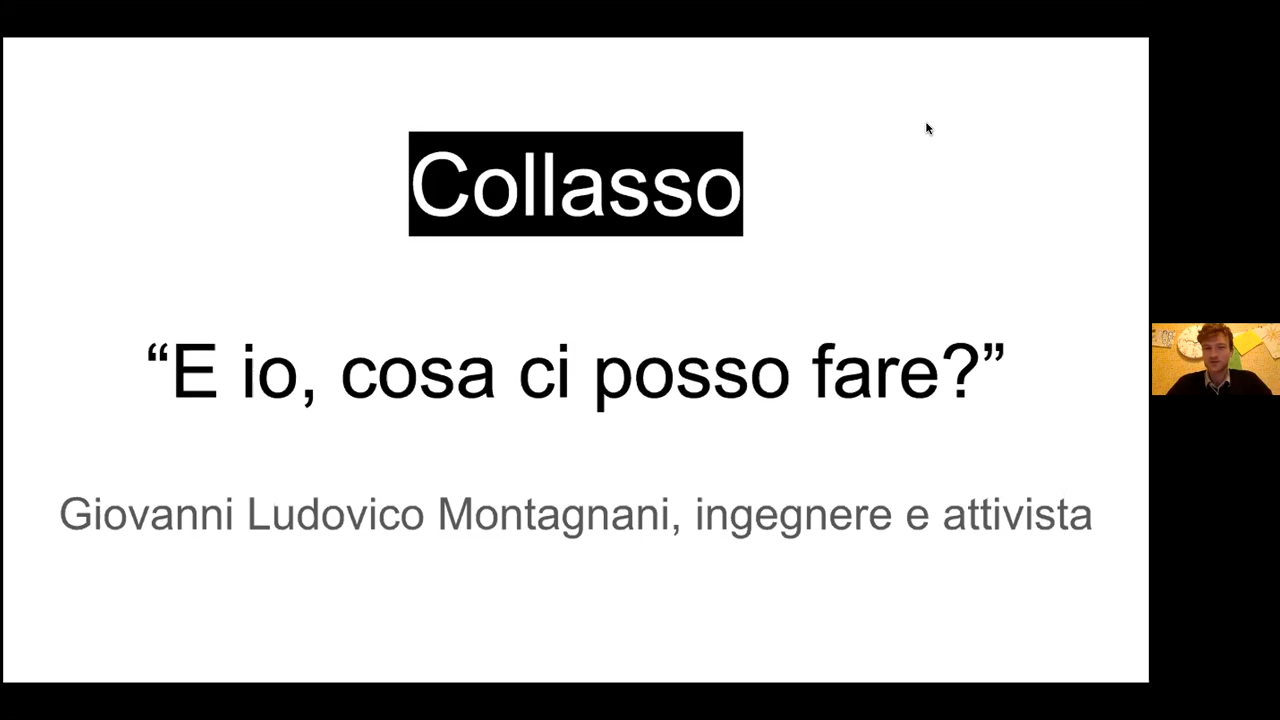 Collasso
“E io, cosa ci posso fare?”
Giovanni Ludovico Montagnani, ingegnere e attivista